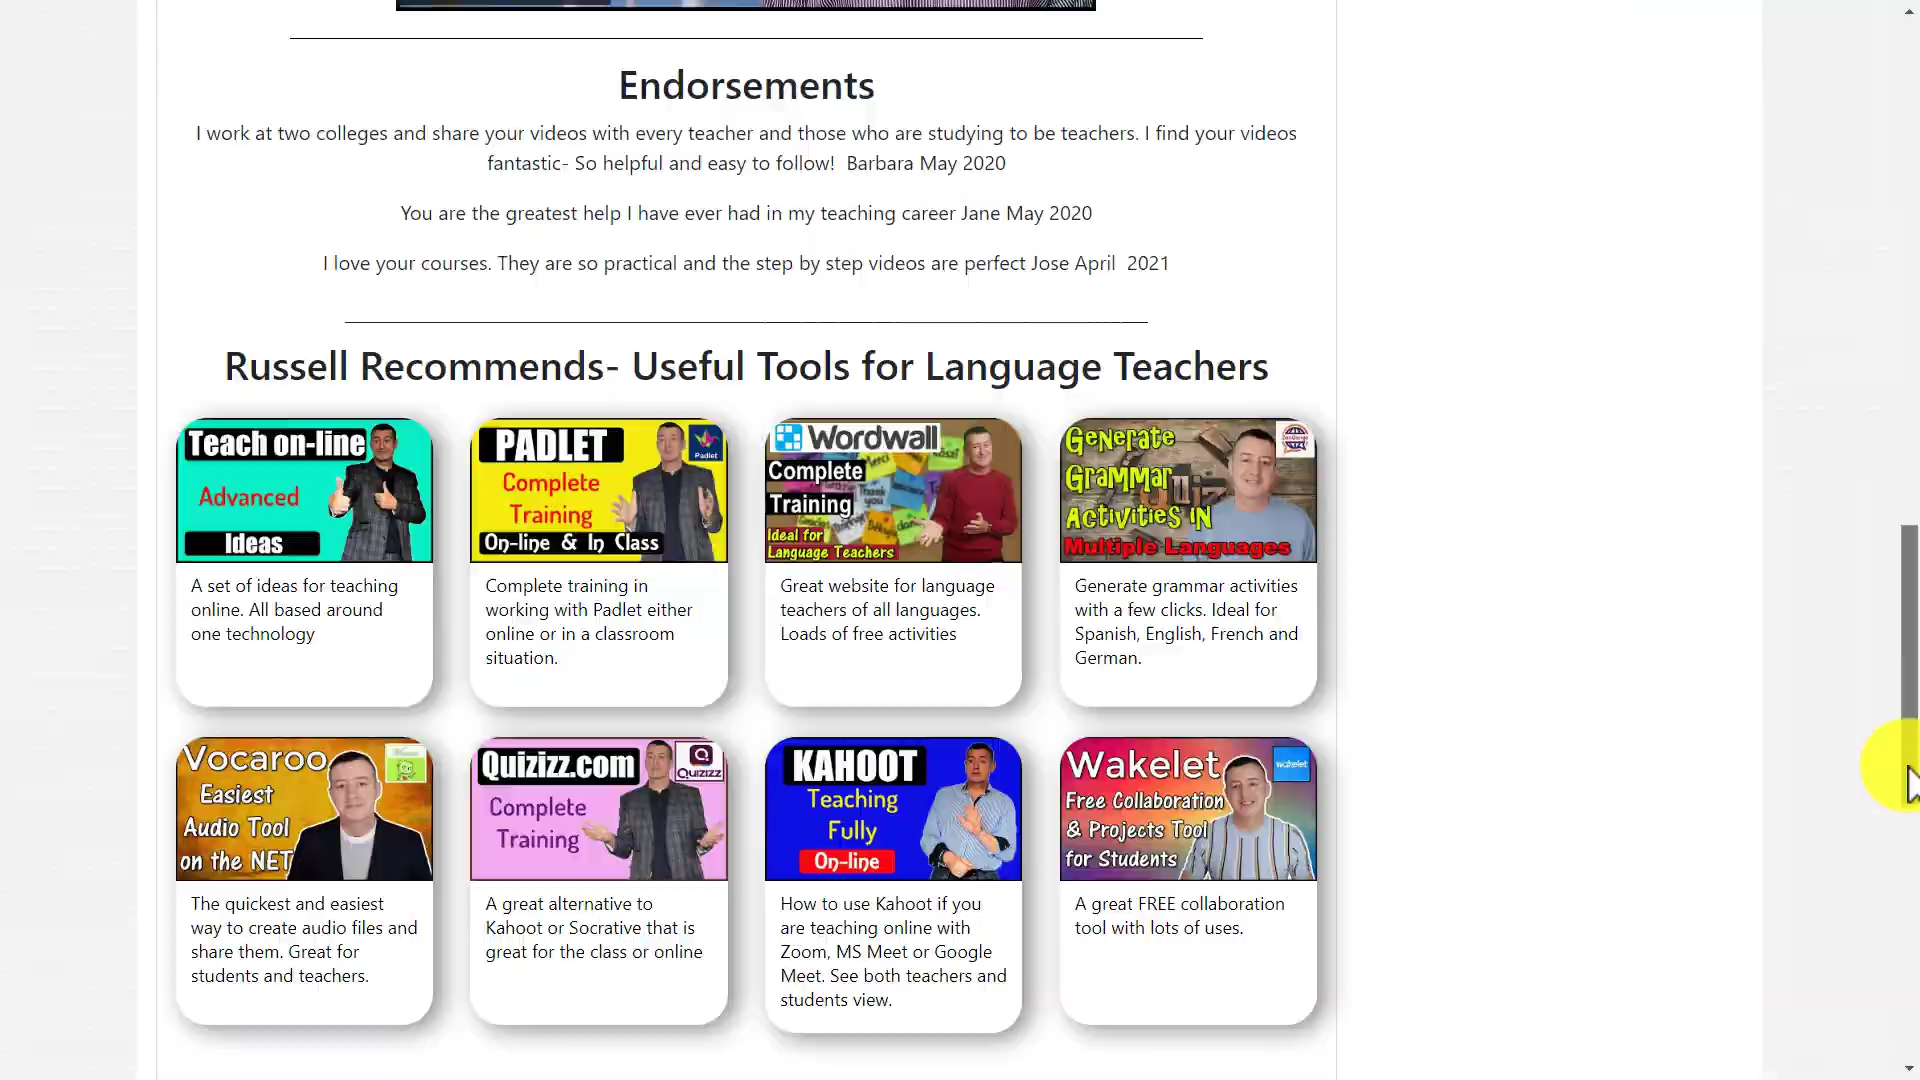 Endorsements
I work at two colleges and share your videos with every teacher and those who are studying to be teachers. I find your videos
fantastic- So helpful and easy to follow!  Barbara May 2020
You are the greatest help I have ever had in my teaching career Jane May 2020
I love your courses. They are so practical and the step by step videos are perfect Jose April  2021
Russell Recommends- Useful Tools for Language Teachers
Teach on-line
Advanced
Ideas
A set of ideas for teaching
online. All based around
one technology
PADLET
Padlet
Complete
Training
On-line & In Class
Complete training in
working with Padlet either
online or in a classroom
situation.
Wordwall
Complete
Training
Ideal for
Language Teachers
Great website for language
teachers of all languages.
Loads of free activities
Generate
Grammar
Activities in
Multiple Languages
Generate grammar activities
with a few clicks. Ideal for
Spanish, English, French and
German.
Vocaroo
Easiest
Audio Tool
on the NET
The quickest and easiest
way to create audio files and
share them. Great for
students and teachers.
Quizizz.com
QUIZIZZ
Complete
Training
A great alternative to
Kahoot or Socrative that is
great for the class or online
KAHOOT
Teaching
Fully
On-line
How to use Kahoot if you
are teaching online with
Zoom, MS Meet or Google
Meet. See both teachers and
students view.
Wakelet
wakelet
Free Collaboration
& Projects Tool
for Students
A great FREE collaboration
tool with lots of uses.